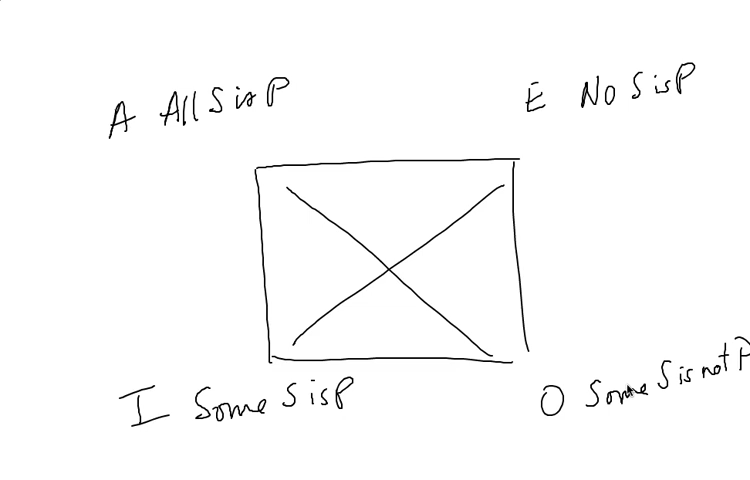 A All S is P
E No S is P
I Some S is P
O Some S is not P